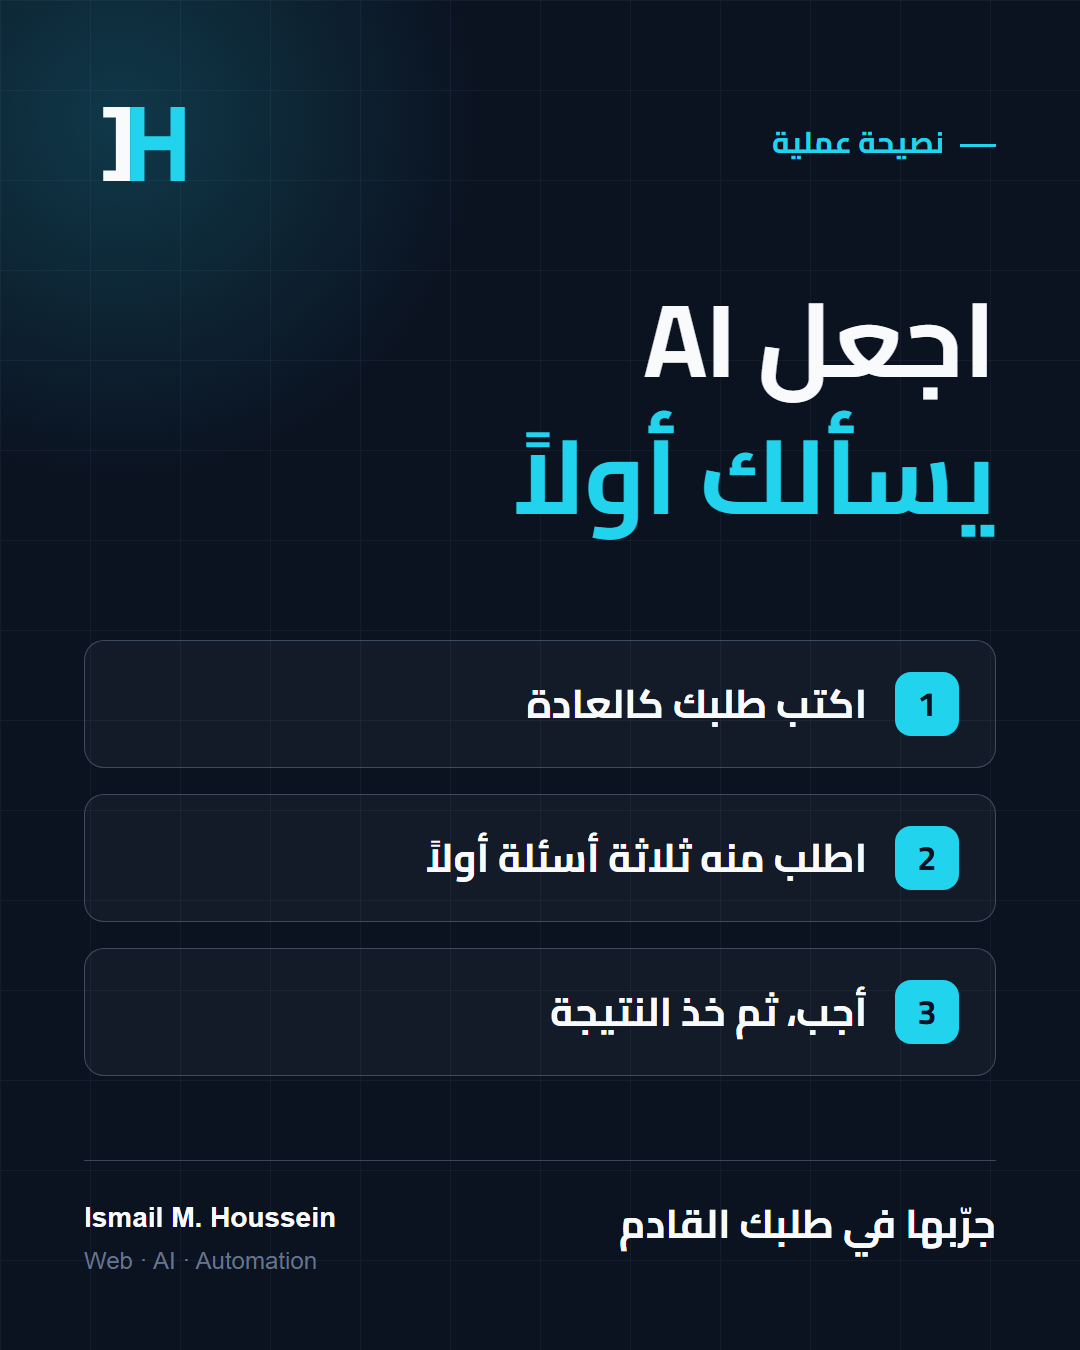 IH
نصيحة عملية
اجعل AI
يسألك أولاً
1 اكتب طلبك كالعادة
2 اطلب منه ثلاثة أسئلة أولاً
3 أجب، ثم خذ النتيجة
جرّبها في طلبك القادم
Ismail M. Houssein
Web · AI · Automation